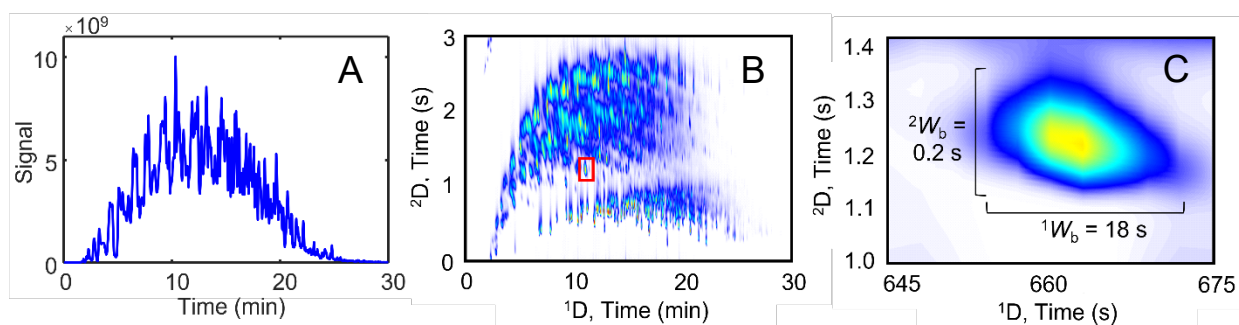 ×10⁹
10
5
0
Signal
0
10
20
30
Time (min)
A
3
2
1
0
²D, Time (s)
0
10
20
30
¹D, Time (min)
B
1.4
1.3
1.2
1.1
1.0
²D, Time (s)
645
660
675
¹D, Time (s)
C
²Wb =
0.2 s
¹Wb = 18 s